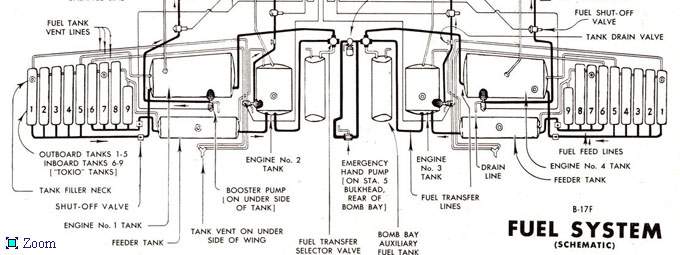 FUEL TANK
VENT LINES
FUEL SHUT-OFF
VALVE
TANK DRAIN VALVE
1 2 3 4 5 6 7 8 9
9 8 7 6 5 4 3 2 1
OUTBOARD TANKS 1-5
INBOARD TANKS 6-9
["TOKIO" TANKS]
TANK FILLER NECK
SHUT-OFF VALVE
ENGINE No. 1 TANK
FEEDER TANK
ENGINE No. 2
TANK
BOOSTER PUMP
[ON UNDER SIDE
OF TANK]
TANK VENT ON UNDER
SIDE OF WING
EMERGENCY
HAND PUMP
[ON STA. 5
BULKHEAD,
REAR OF
BOMB BAY]
FUEL TRANSFER
SELECTOR VALVE
BOMB BAY
AUXILIARY
FUEL TANK
ENGINE No.
3
TANK
FUEL TRANSFER
LINES
DRAIN
LINE
FUEL FEED LINES
ENGINE No. 4 TANK
FEEDER TANK
B-17F
FUEL SYSTEM
(SCHEMATIC)
Zoom